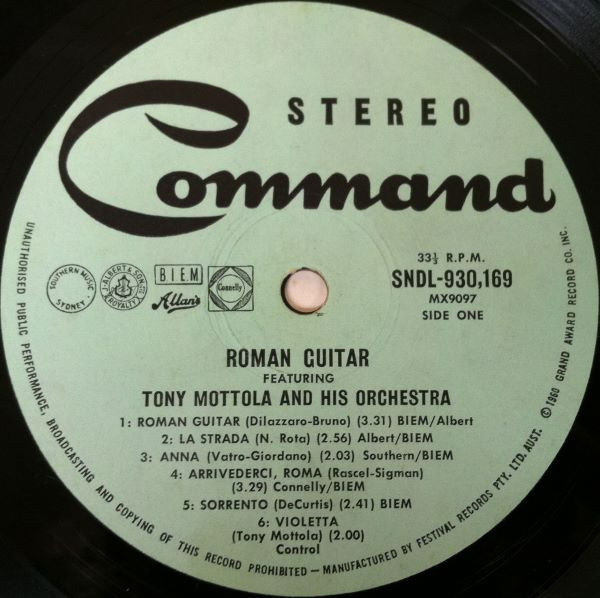 STEREO
Command
SOUTHERN MUSIC
SYDNEY
J. ALBERT & SON
ROYALTY
BIEM
Allan's
Connelly
33⅓ R.P.M.
SNDL-930,169
MX9097
SIDE ONE
ROMAN GUITAR
FEATURING
TONY MOTTOLA AND HIS ORCHESTRA
1: ROMAN GUITAR (Dilazzaro-Bruno) (3.31) BIEM/Albert
2: LA STRADA (N. Rota) (2.56) Albert/BIEM
3: ANNA (Vatro-Giordano) (2.03) Southern/BIEM
4: ARRIVEDERCI, ROMA (Rascel-Sigman)
(3.29) Connelly/BIEM
5: SORRENTO (DeCurtis) (2.41) BIEM
6: VIOLETTA
(Tony Mottola) (2.00)
Control
UNAUTHORISED PUBLIC PERFORMANCE, BROADCASTING AND COPYING OF THIS RECORD PROHIBITED — MANUFACTURED BY FESTIVAL RECORDS PTY. LTD. AUST. © 1960 GRAND AWARD RECORD CO. INC.